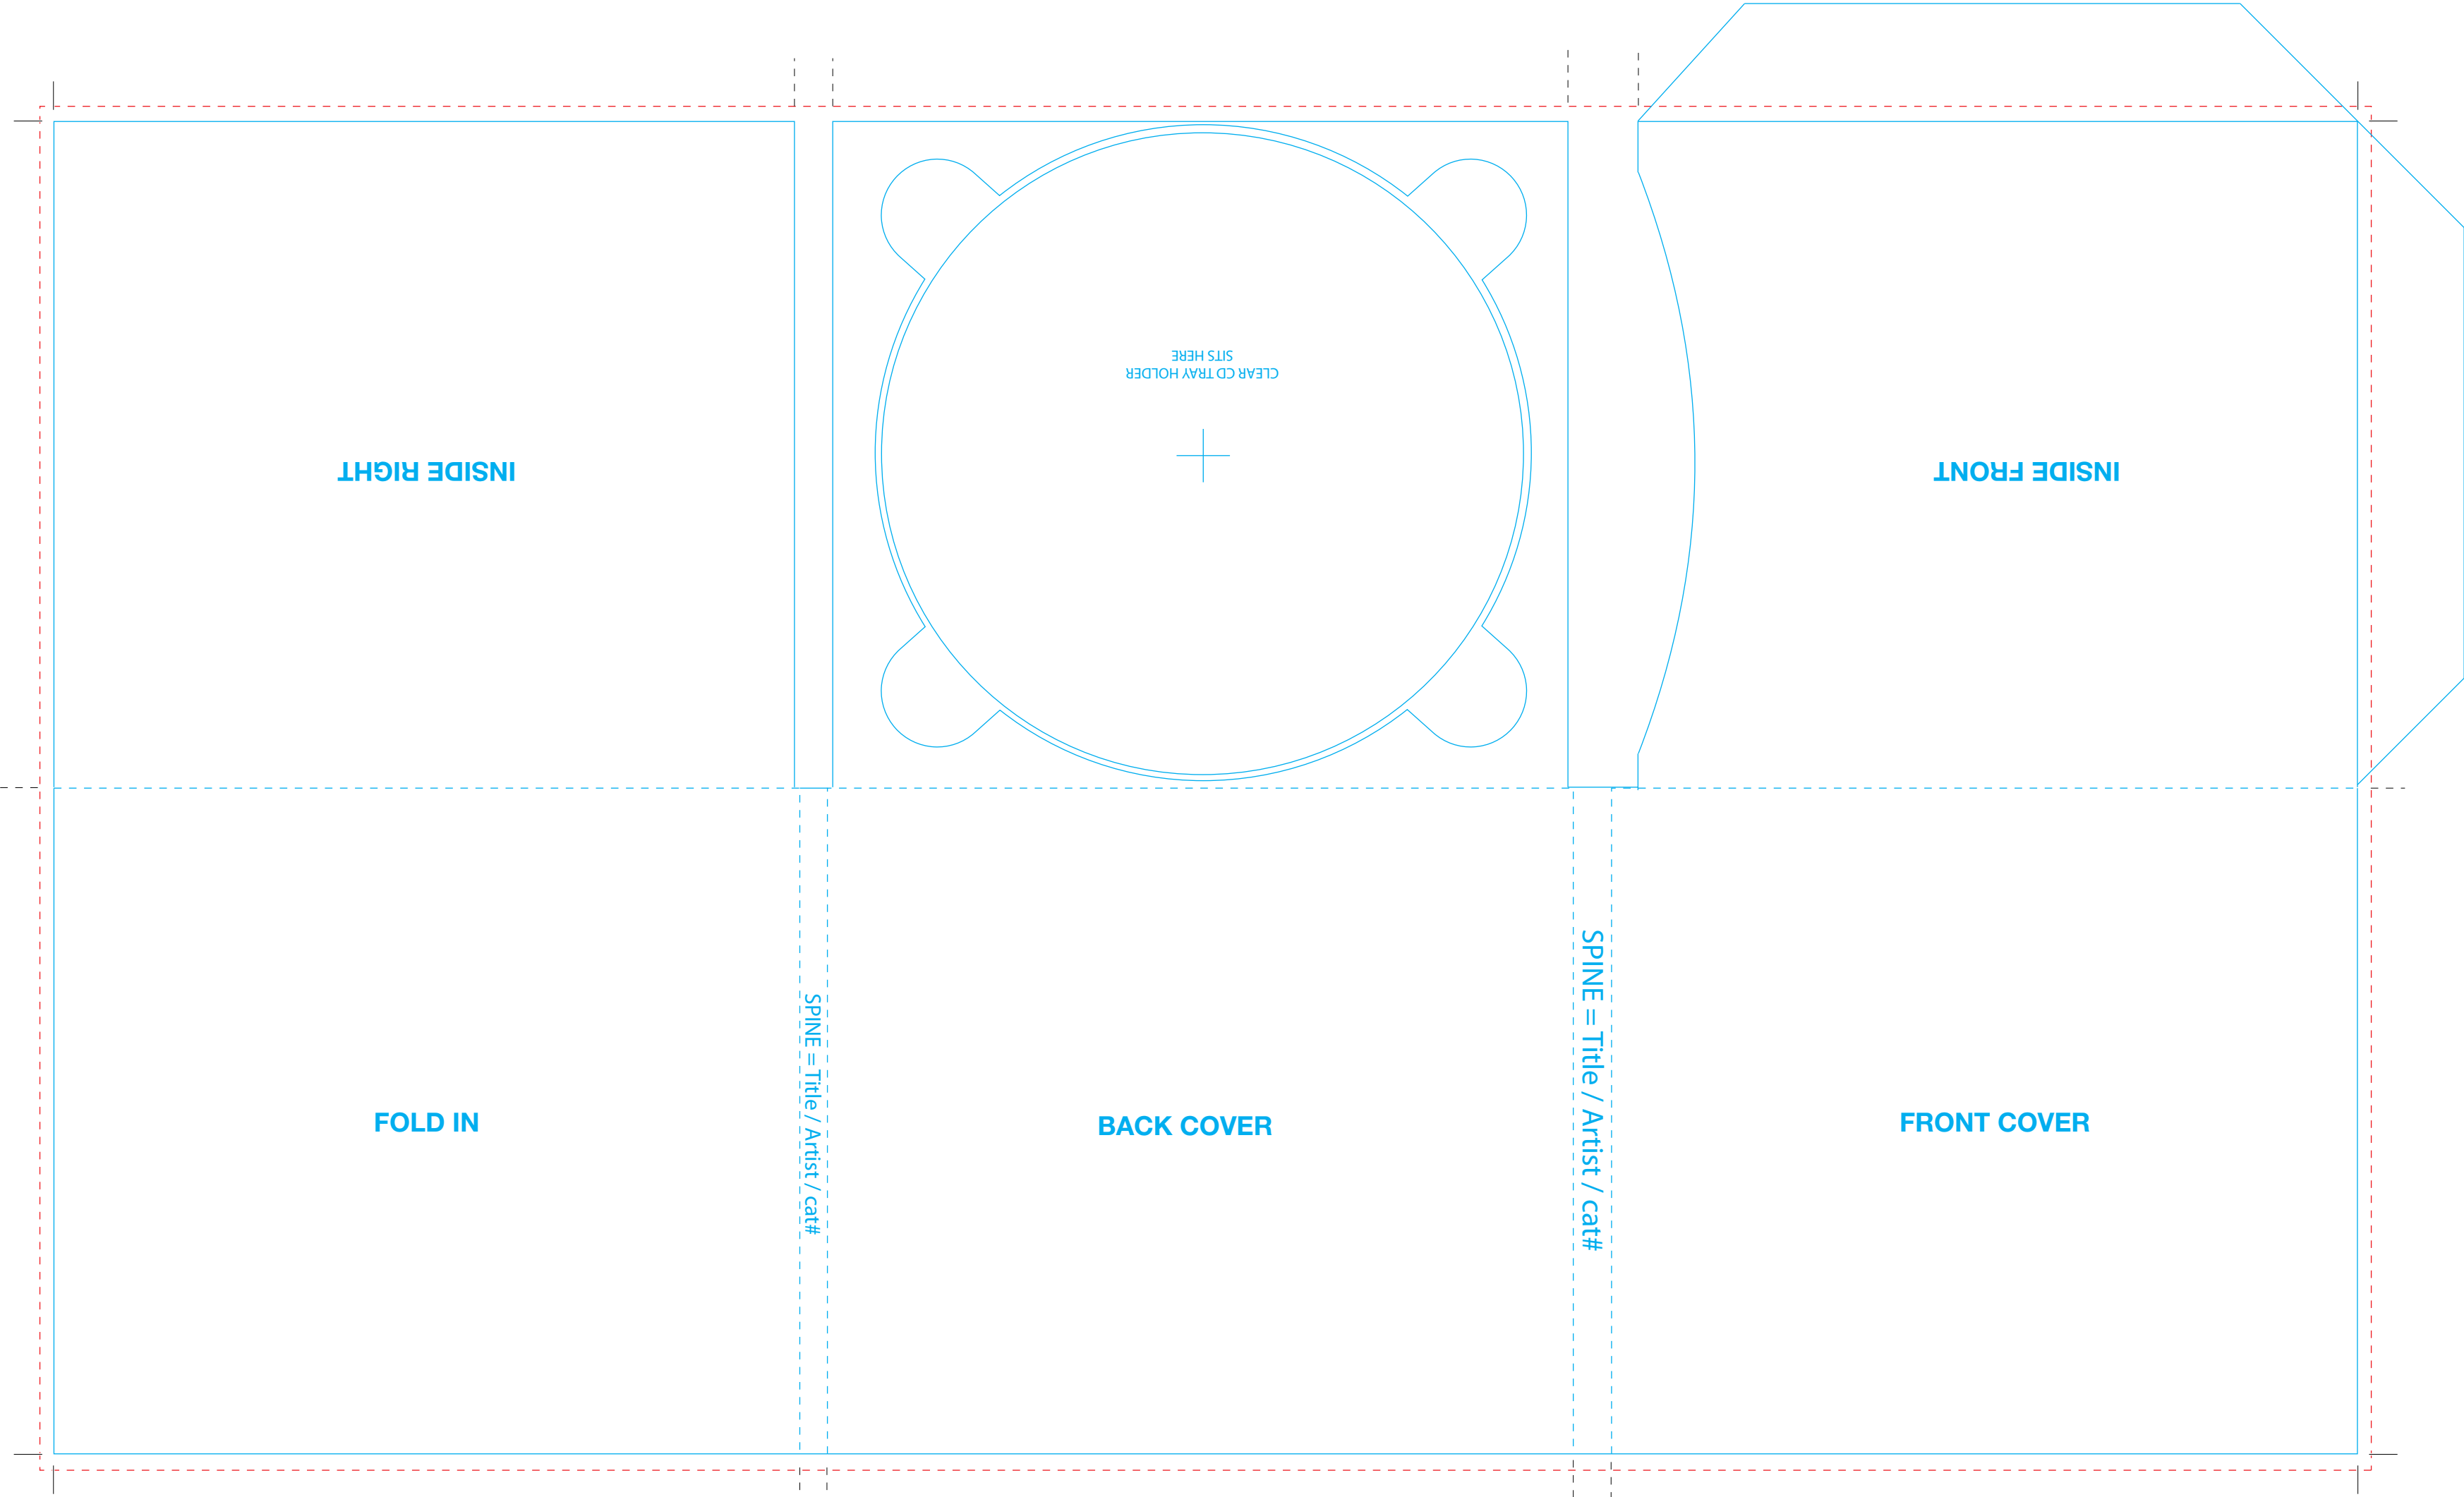 CLEAR CD TRAY HOLDER
SITS HERE
INSIDE RIGHT
INSIDE FRONT
SPINE = Title / Artist / cat#
SPINE = Title / Artist / cat#
FOLD IN
BACK COVER
FRONT COVER